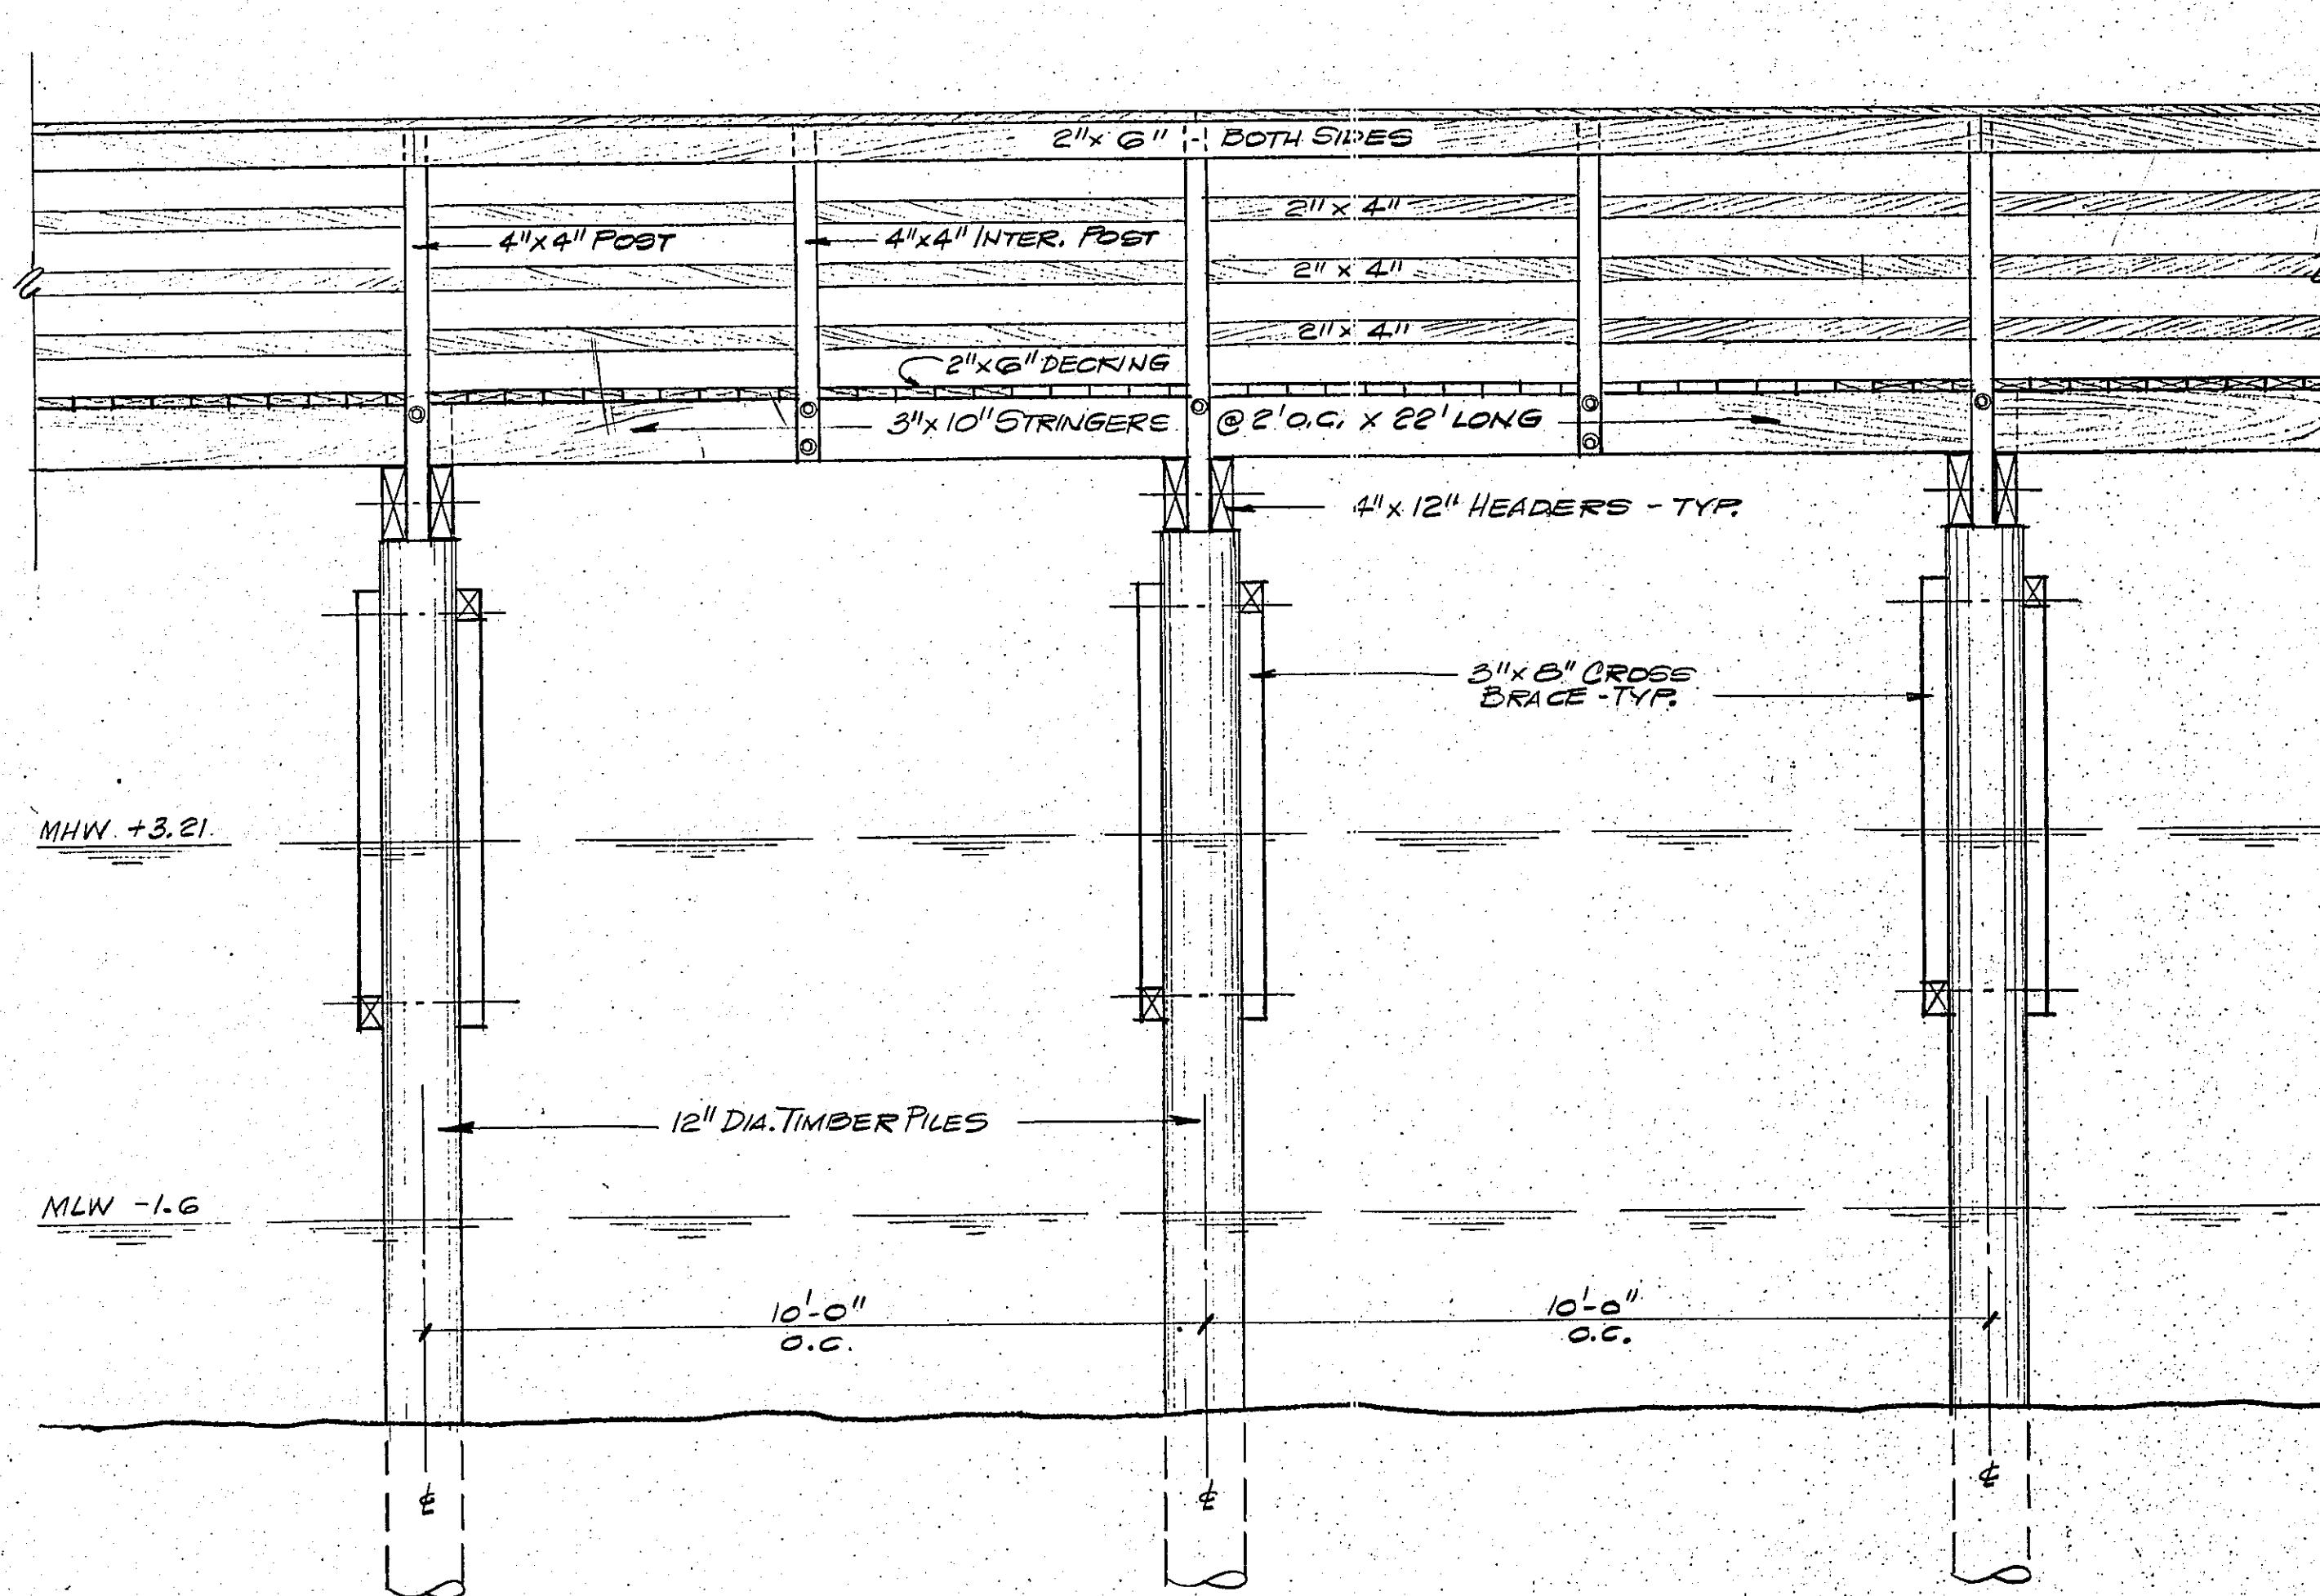 2"x 6" - BOTH SIDES
2" x 4"
4"x4" POST
4"x4" INTER. POST
2" x 4"
2" x 4"
2"x6" DECKING
3"x 10" STRINGERS @ 2' O.C. x 22' LONG
4"x 12" HEADERS - TYP.
3"x 8" CROSS
BRACE - TYP.
MHW +3.21
12" DIA. TIMBER PILES
MLW -1.6
10'-0"
O.C.
10'-0"
O.C.
℄
℄
℄